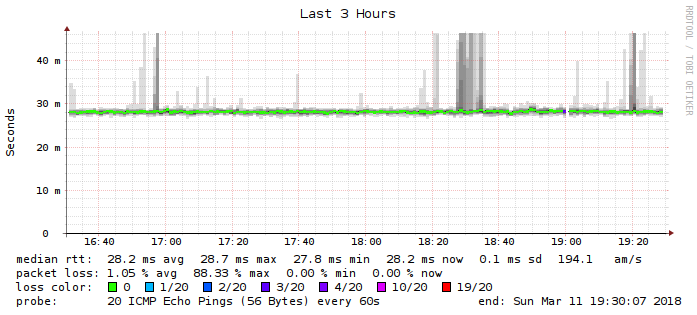 Last 3 Hours
RRDTOOL / TOBI OETIKER
Seconds
40 m
30 m
20 m
10 m
0
16:40 17:00 17:20 17:40 18:00 18:20 18:40 19:00 19:20
median rtt: 28.2 ms avg 28.7 ms max 27.8 ms min 28.2 ms now 0.1 ms sd 194.1 am/s
packet loss: 1.05 % avg 88.33 % max 0.00 % min 0.00 % now
loss color: 0 1/20 2/20 3/20 4/20 10/20 19/20
probe: 20 ICMP Echo Pings (56 Bytes) every 60s end: Sun Mar 11 19:30:07 2018